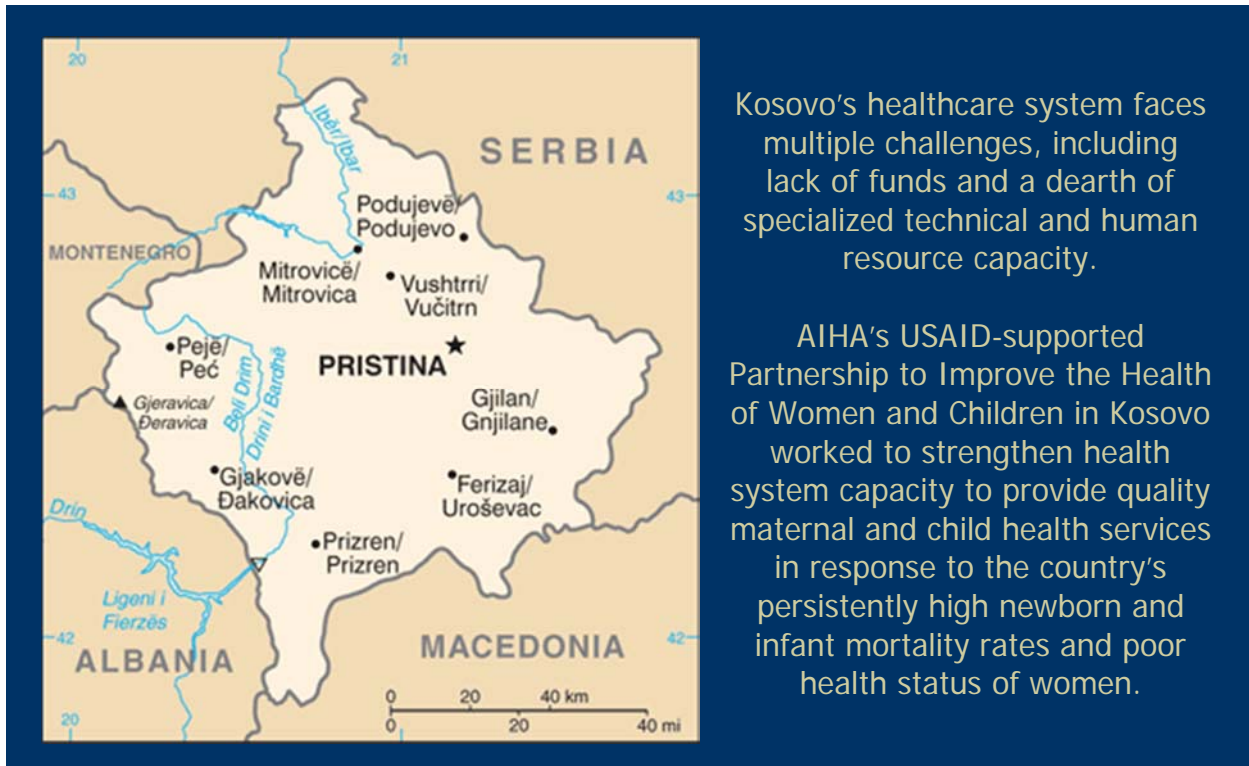 20
21
Ibër/Ibar
SERBIA
43
43
Podujevë/
Podujevo
MONTENEGRO
Mitrovicë/
Mitrovica
Vushtrri/
Vučitrn
Pejë/
Peć
PRISTINA
Gjeravica/
Đeravica
Beli Drim
Drini i Bardhë
Gjilan/
Gnjilane
Gjakovë/
Đakovica
Ferizaj/
Uroševac
Drin
Prizren/
Prizren
Ligeni i
Fierzës
42
42
ALBANIA
MACEDONIA
0 20 40 km
0 20 40 mi
20
Kosovo’s healthcare system faces
multiple challenges, including
lack of funds and a dearth of
specialized technical and human
resource capacity.
AIHA’s USAID-supported
Partnership to Improve the Health
of Women and Children in Kosovo
worked to strengthen health
system capacity to provide quality
maternal and child health services
in response to the country’s
persistently high newborn and
infant mortality rates and poor
health status of women.